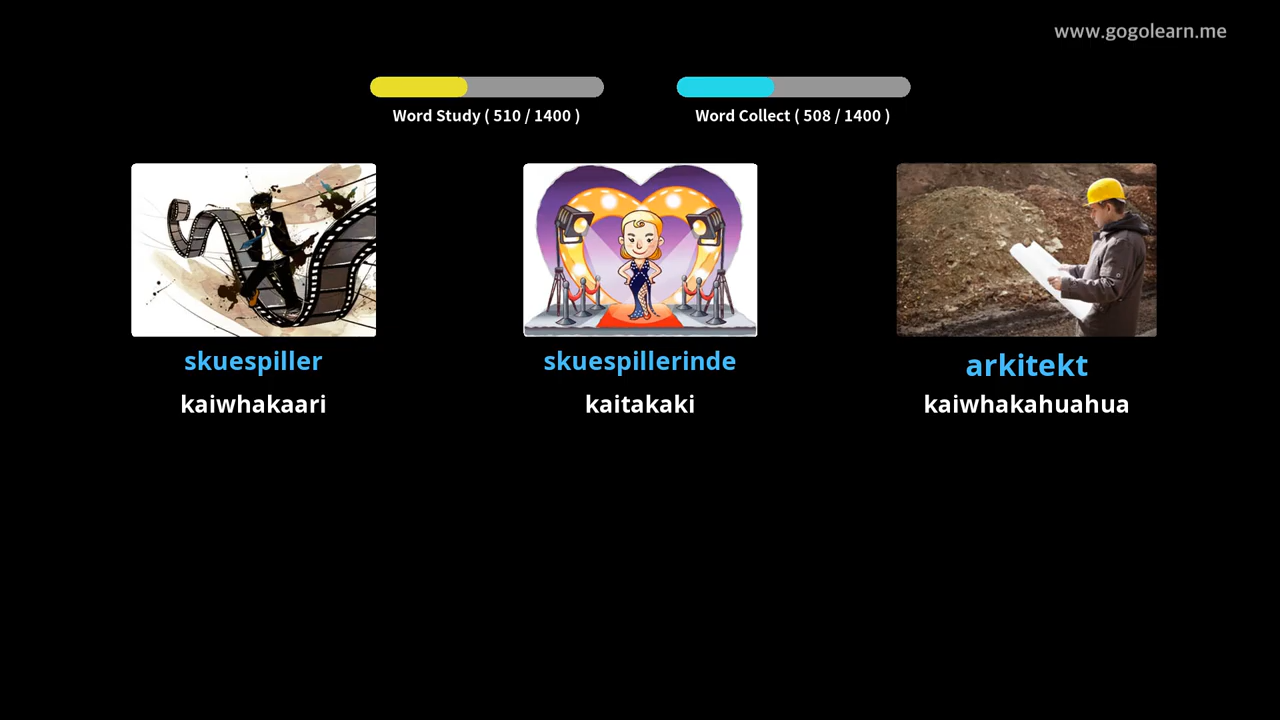 www.gogolearn.me
Word Study ( 510 / 1400 )
Word Collect ( 508 / 1400 )
skuespiller
skuespillerinde
arkitekt
kaiwhakaari
kaitakaki
kaiwhakahuahua